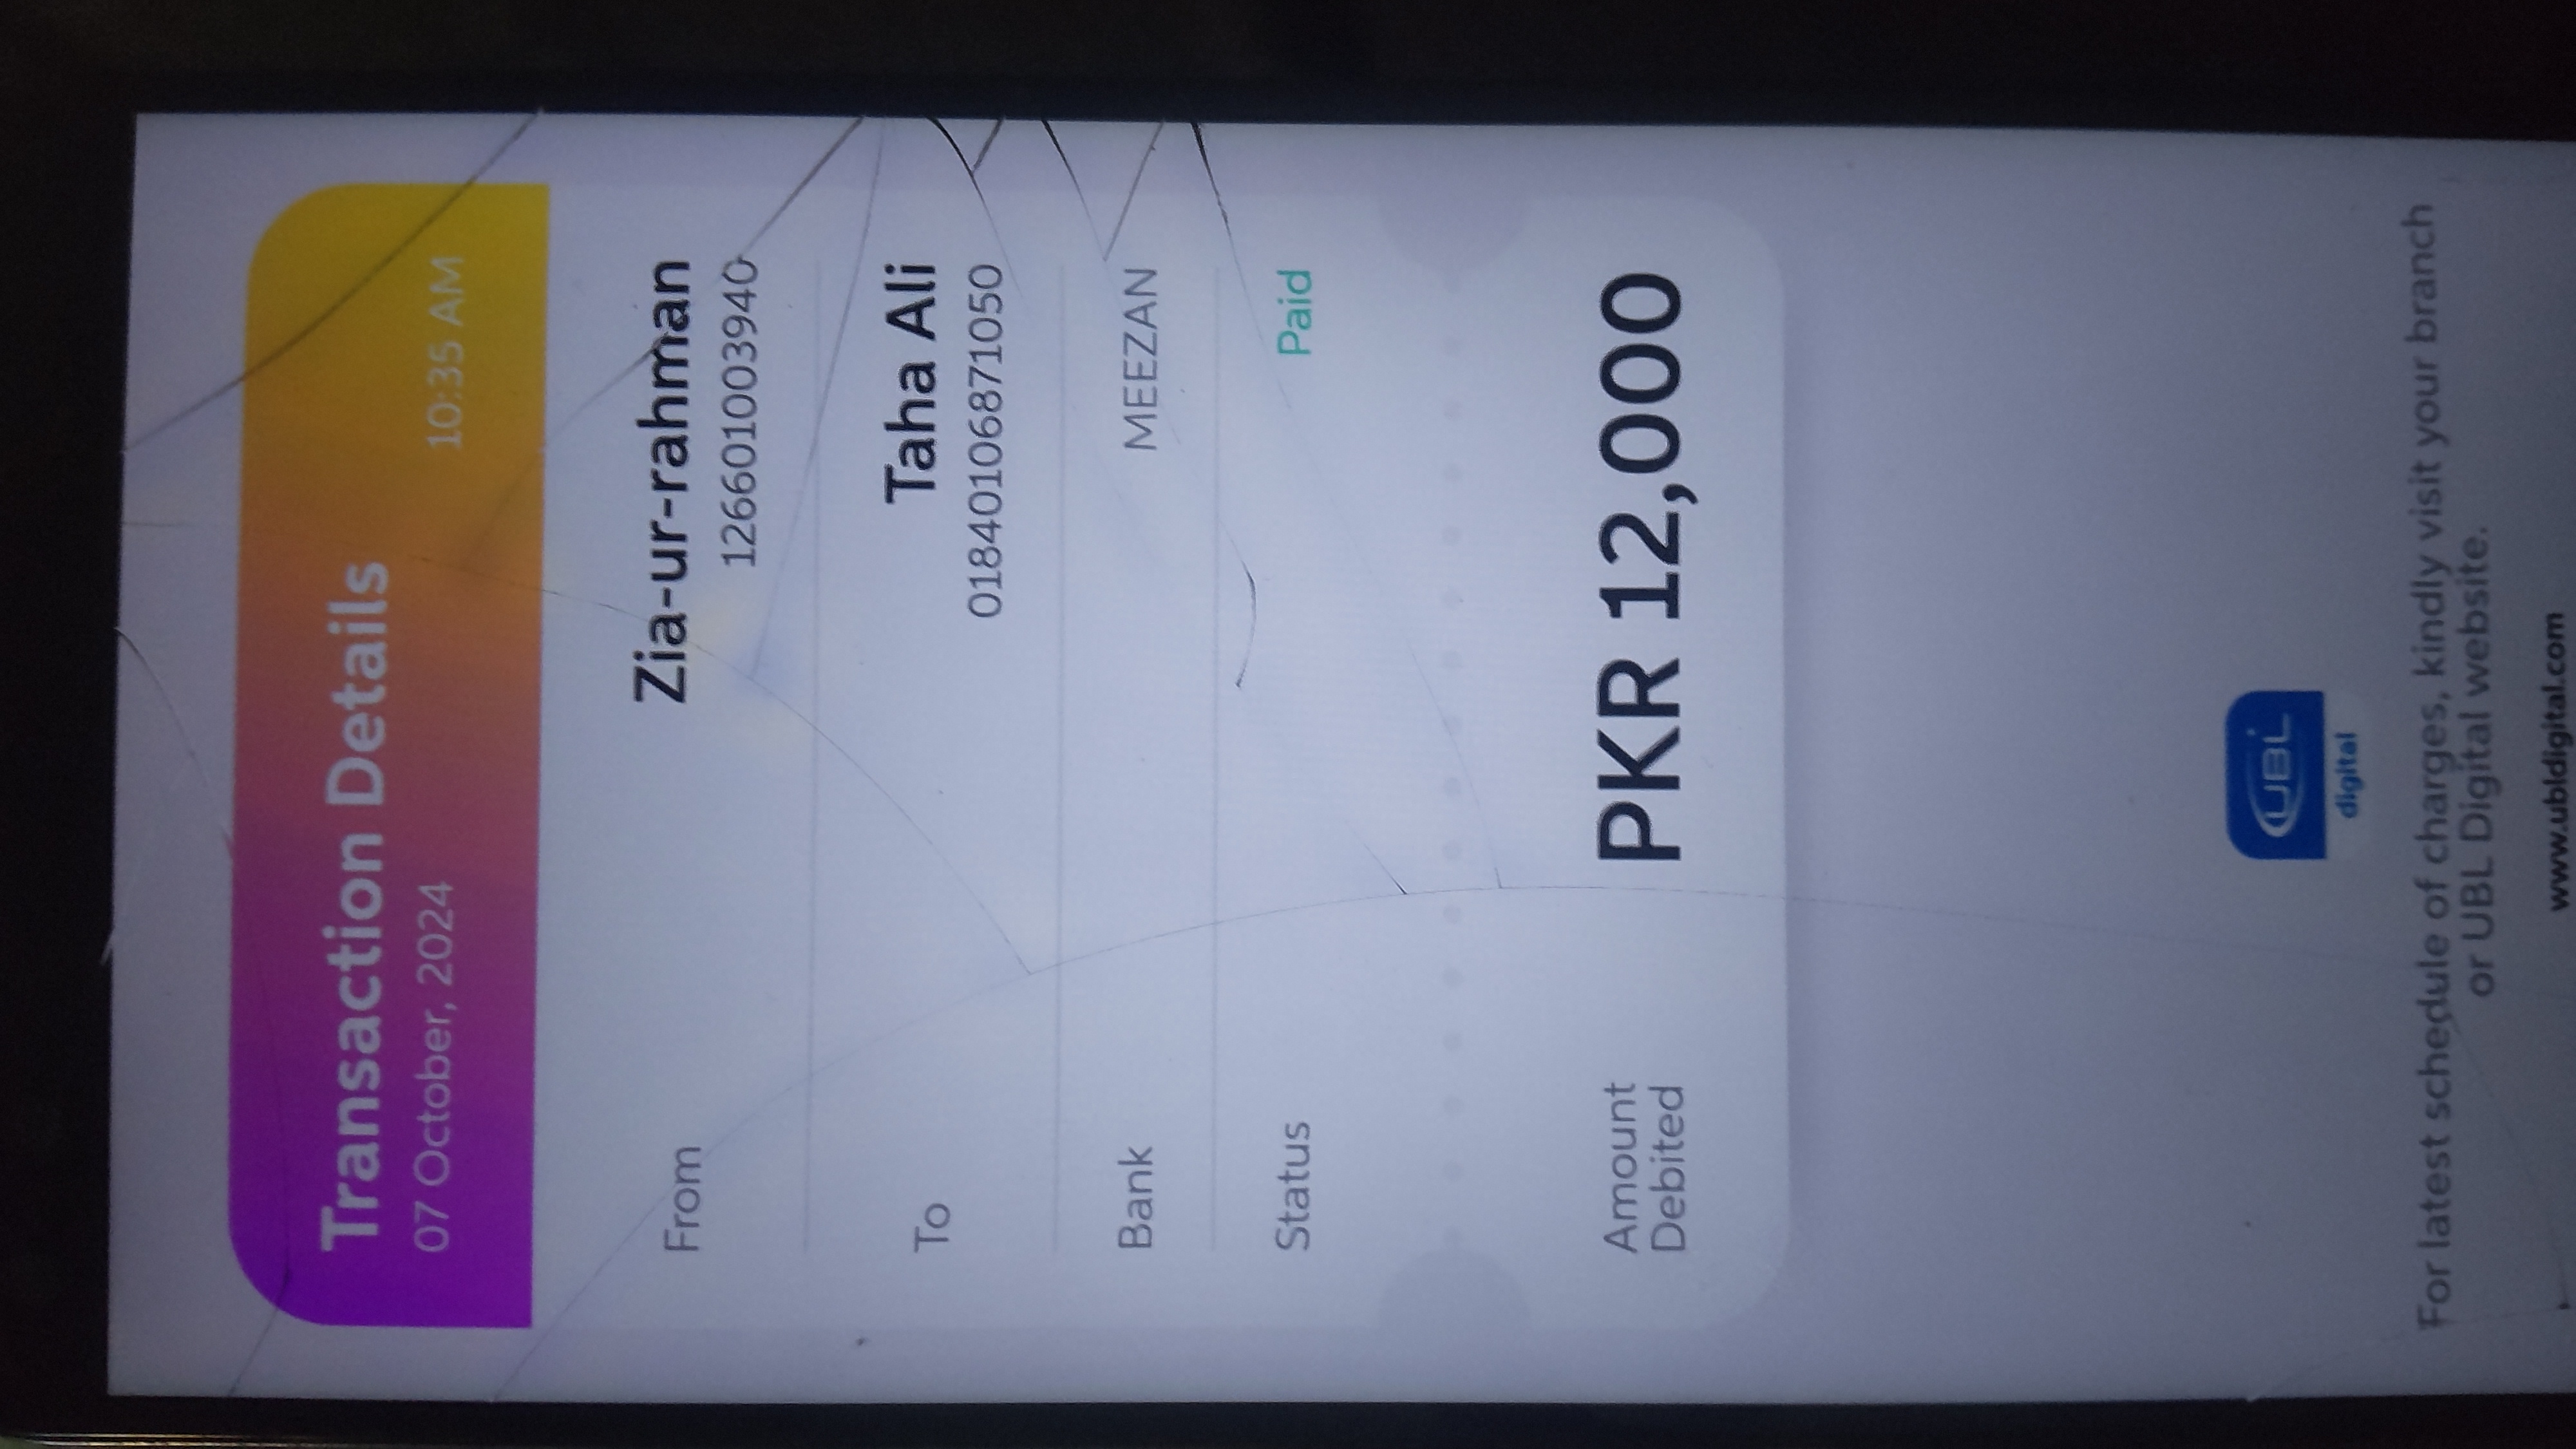 Transaction Details
07 October, 2024 10:35 AM
From Zia-ur-rahman
126601003940
To Taha Ali
01840106871050
Bank MEEZAN
Status Paid
Amount Debited PKR 12,000
UBL
digital
For latest schedule of charges, kindly visit your branch
or UBL Digital website.
www.ubldigital.com